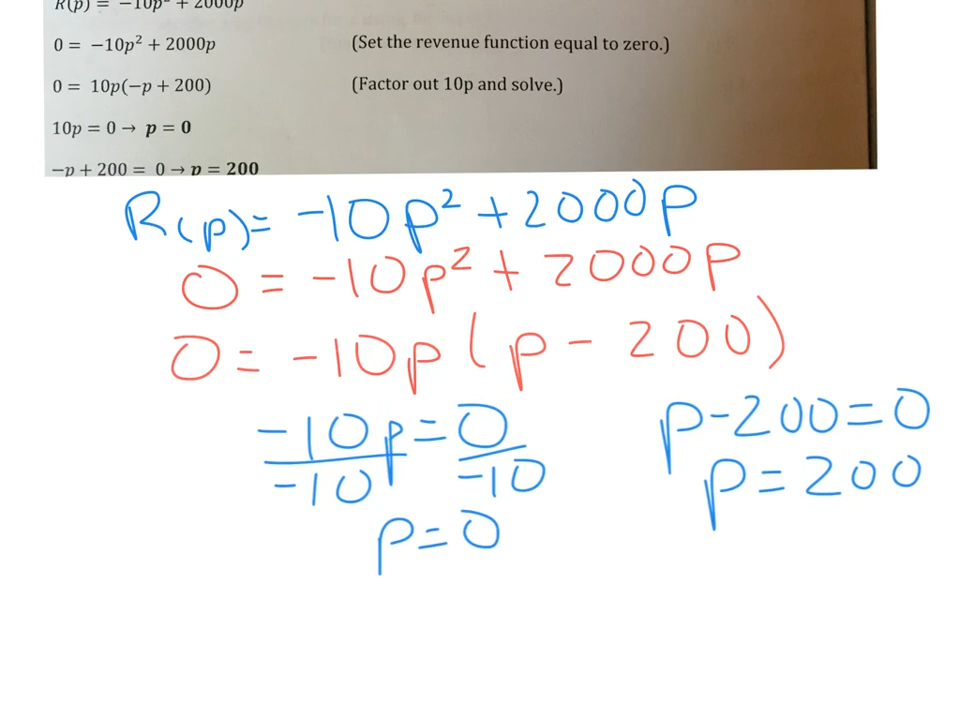 R(p) = −10p² + 2000p
0 = −10p² + 2000p (Set the revenue function equal to zero.)
0 = 10p(−p + 200) (Factor out 10p and solve.)
10p = 0 → p = 0
−p + 200 = 0 → p = 200
R(p) = -10p² + 2000p
0 = -10p² + 2000p
0 = -10p(p - 200)
-10p = 0 p - 200 = 0
-10 -10 p = 200
p = 0